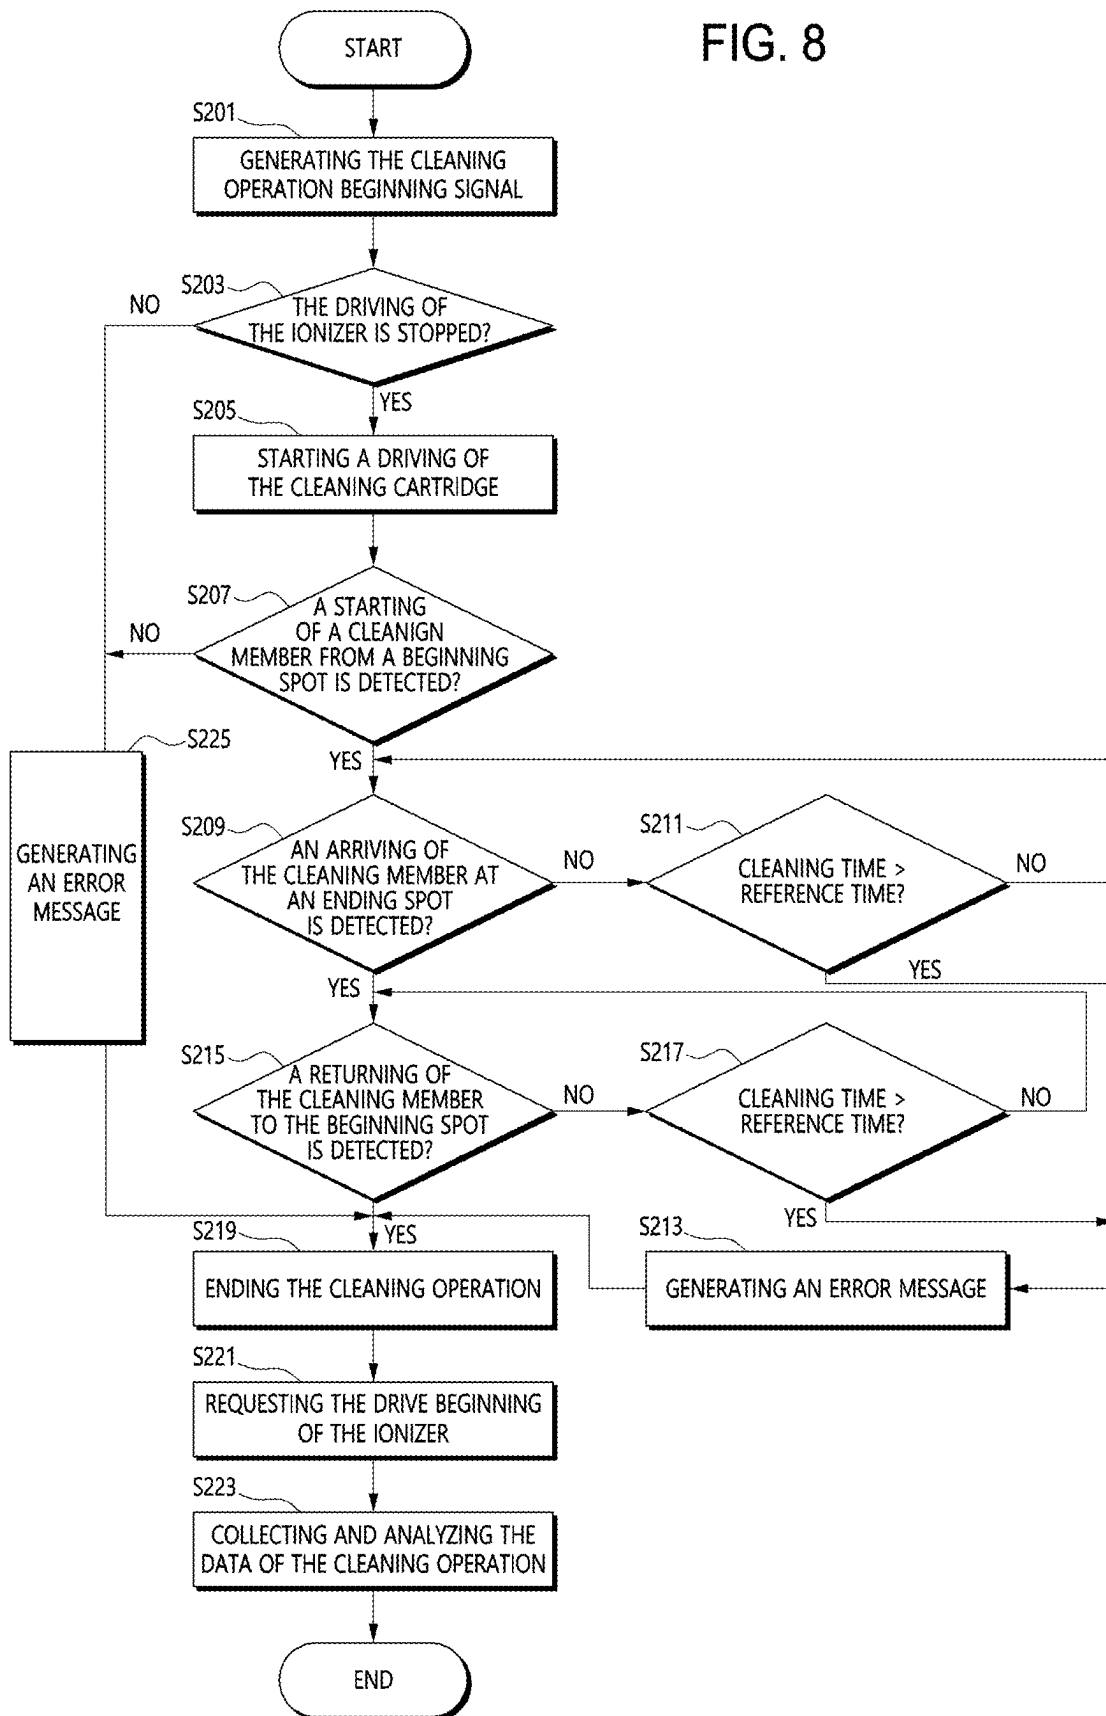 FIG. 8
START
S201
GENERATING THE CLEANING
OPERATION BEGINNING SIGNAL
S203
NO
THE DRIVING OF
THE IONIZER IS STOPPED?
YES
S205
STARTING A DRIVING OF
THE CLEANING CARTRIDGE
S207
NO
A STARTING
OF A CLEANIGN
MEMBER FROM A BEGINNING
SPOT IS DETECTED?
S225
YES
GENERATING
AN ERROR
MESSAGE
S209
AN ARRIVING OF
THE CLEANING MEMBER AT
AN ENDING SPOT
IS DETECTED?
NO
S211
CLEANING TIME >
REFERENCE TIME?
NO
YES
YES
S215
A RETURNING OF
THE CLEANING MEMBER
TO THE BEGINNING SPOT
IS DETECTED?
NO
S217
CLEANING TIME >
REFERENCE TIME?
NO
YES
YES
S219
ENDING THE CLEANING OPERATION
S213
GENERATING AN ERROR MESSAGE
S221
REQUESTING THE DRIVE BEGINNING
OF THE IONIZER
S223
COLLECTING AND ANALYZING THE
DATA OF THE CLEANING OPERATION
END